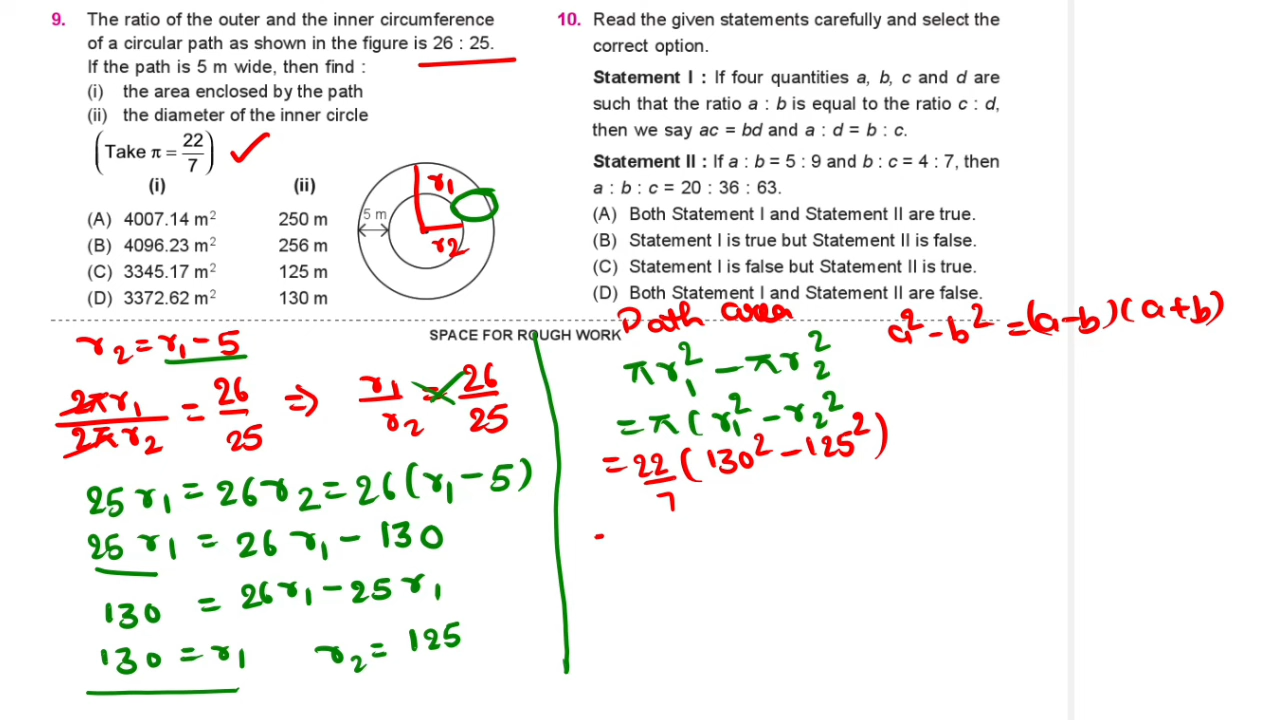 9. The ratio of the outer and the inner circumference
of a circular path as shown in the figure is 26 : 25.
If the path is 5 m wide, then find :
(i) the area enclosed by the path
(ii) the diameter of the inner circle
(Take π = 22/7)
(i) (ii)
(A) 4007.14 m² 250 m
(B) 4096.23 m² 256 m
(C) 3345.17 m² 125 m
(D) 3372.62 m² 130 m
5 m
r1
r2
10. Read the given statements carefully and select the
correct option.
Statement I : If four quantities a, b, c and d are
such that the ratio a : b is equal to the ratio c : d,
then we say ac = bd and a : d = b : c.
Statement II : If a : b = 5 : 9 and b : c = 4 : 7, then
a : b : c = 20 : 36 : 63.
(A) Both Statement I and Statement II are true.
(B) Statement I is true but Statement II is false.
(C) Statement I is false but Statement II is true.
(D) Both Statement I and Statement II are false.
SPACE FOR ROUGH WORK
r2 = r1 - 5
2πr1/2πr2 = 26/25 => r1/r2 = 26/25
25 r1 = 26 r2 = 26 (r1 - 5)
25 r1 = 26 r1 - 130
130 = 26 r1 - 25 r1
130 = r1 r2 = 125
Path area
a² - b² = (a-b)(a+b)
πr1² - πr2²
= π(r1² - r2²
= 22/7 (130² - 125²)